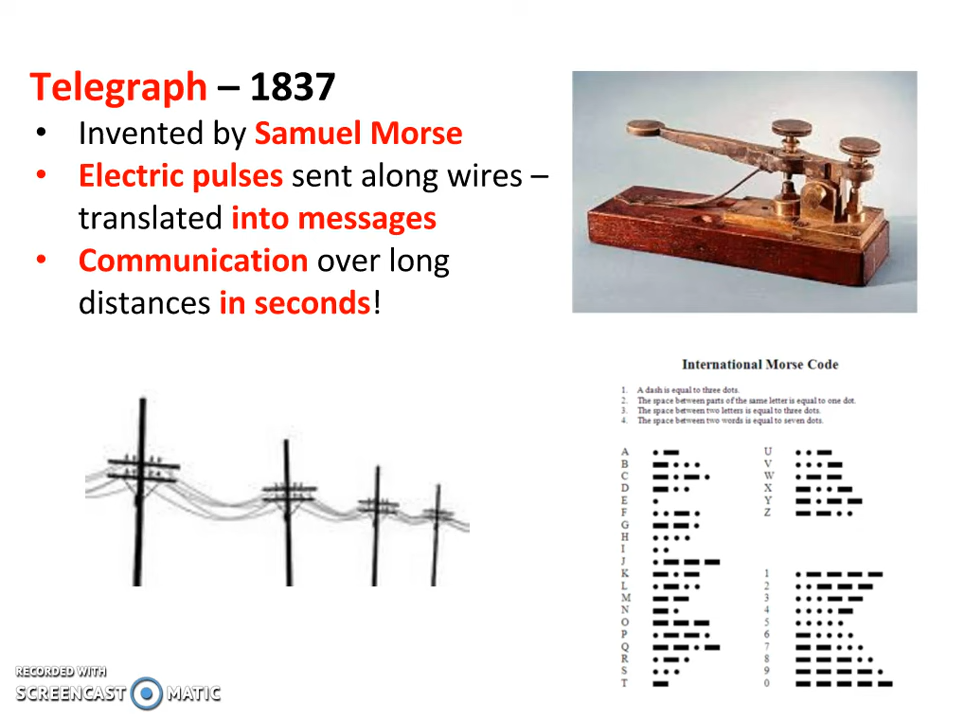 Telegraph – 1837
• Invented by Samuel Morse
• Electric pulses sent along wires –
translated into messages
• Communication over long
distances in seconds!
International Morse Code
1. A dash is equal to three dots.
2. The space between parts of the same letter is equal to one dot.
3. The space between two letters is equal to three dots.
4. The space between two words is equal to seven dots.
A
B
C
D
E
F
G
H
I
J
K
L
M
N
O
P
Q
R
S
T
U
V
W
X
Y
Z
1
2
3
4
5
6
7
8
9
0
RECORDED WITH
SCREENCAST MATIC